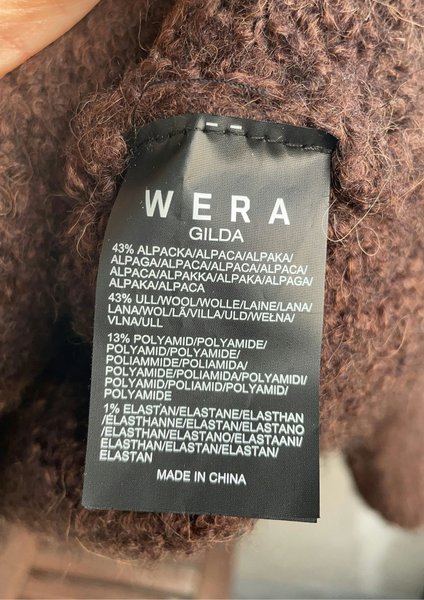 WERA
GILDA
43% ALPACKA/ALPACA/ALPAKA/
ALPAGA/ALPACA/ALPACA/ALPACA/
ALPACA/ALPAKKA/ALPAKA/ALPAGA/
ALPAKA/ALPACA
43% ULL/WOOL/WOLLE/LAINE/LANA/
LANA/WOL/LÃ/VILLA/ULD/WEŁNA/
VLNA/ULL
13% POLYAMID/POLYAMIDE/
POLYAMID/POLYAMIDE/
POLIAMMIDE/POLIAMIDA/
POLYAMIDE/POLIAMIDA/POLYAMIDI/
POLYAMID/POLIAMID/POLYAMID/
POLYAMIDE
1% ELASTAN/ELASTANE/ELASTHAN
/ÉLASTHANNE/ELASTAN/ELASTANO
/ELASTHAN/ELASTANO/ELASTAANI/
ELASTHAN/ELASTAN/ELASTAN/
ELASTAN
MADE IN CHINA